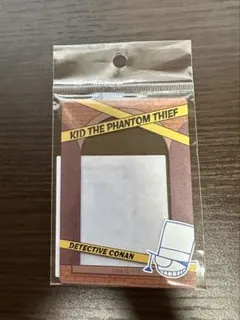 KID THE PHANTOM THIEF
DETECTIVE CONAN